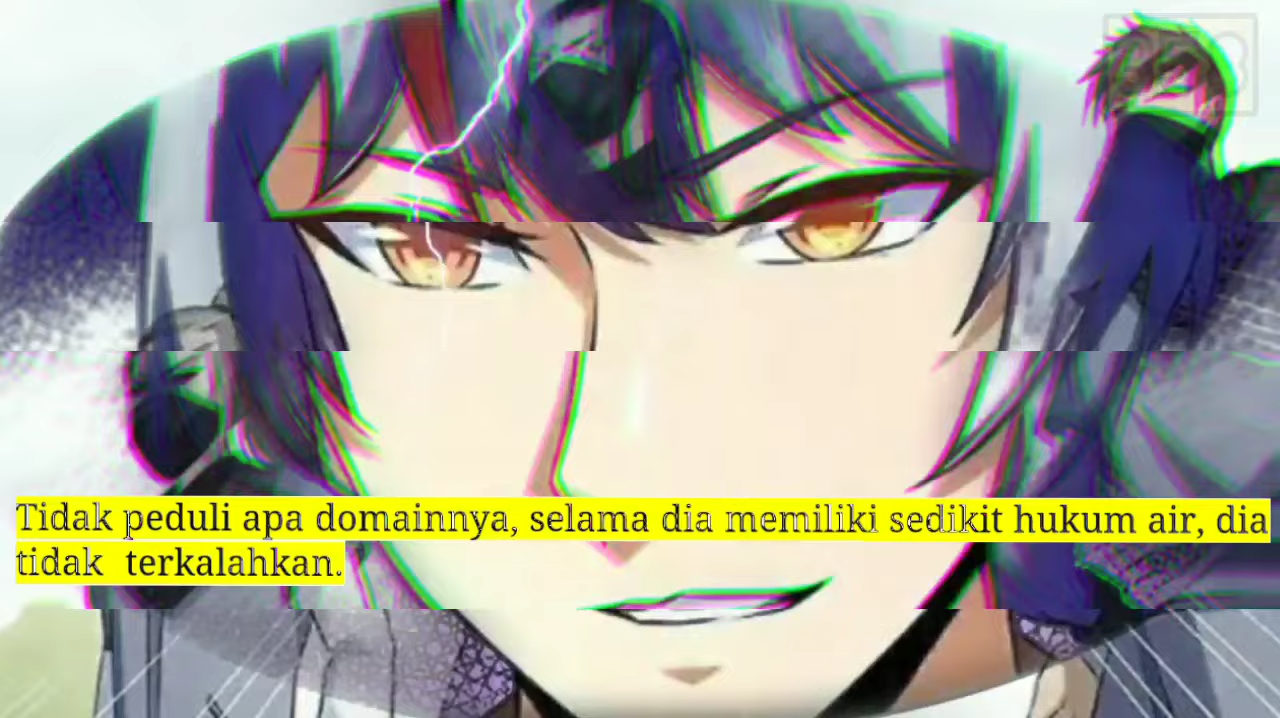 Tidak peduli apa domainnya, selama dia memiliki sedikit hukum air, dia
tidak terkalahkan.